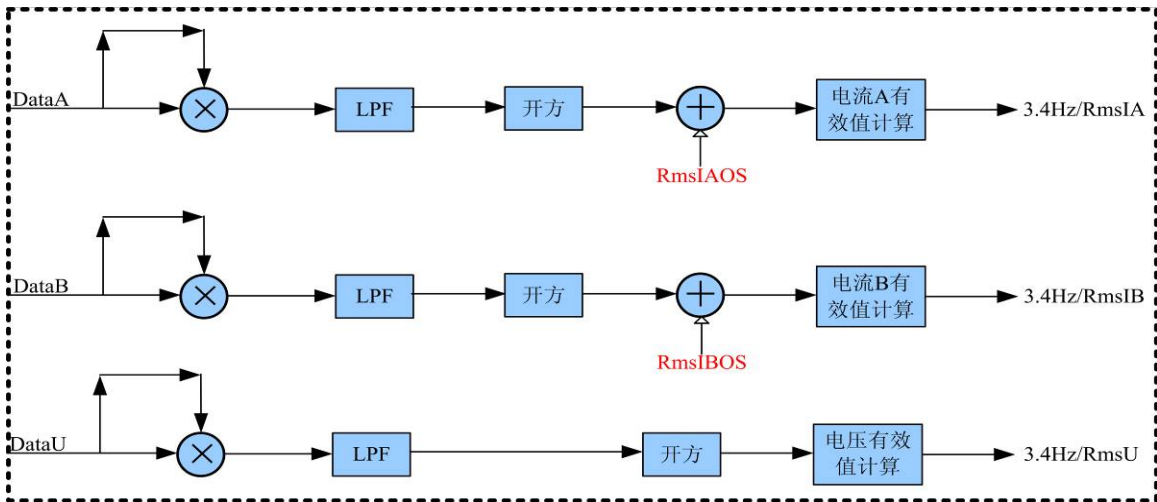 DataA
LPF
开方
电流A有
效值计算
3.4Hz/RmsIA
RmsIAOS
DataB
LPF
开方
电流B有
效值计算
3.4Hz/RmsIB
RmsIBOS
DataU
LPF
开方
电压有效
值计算
3.4Hz/RmsU